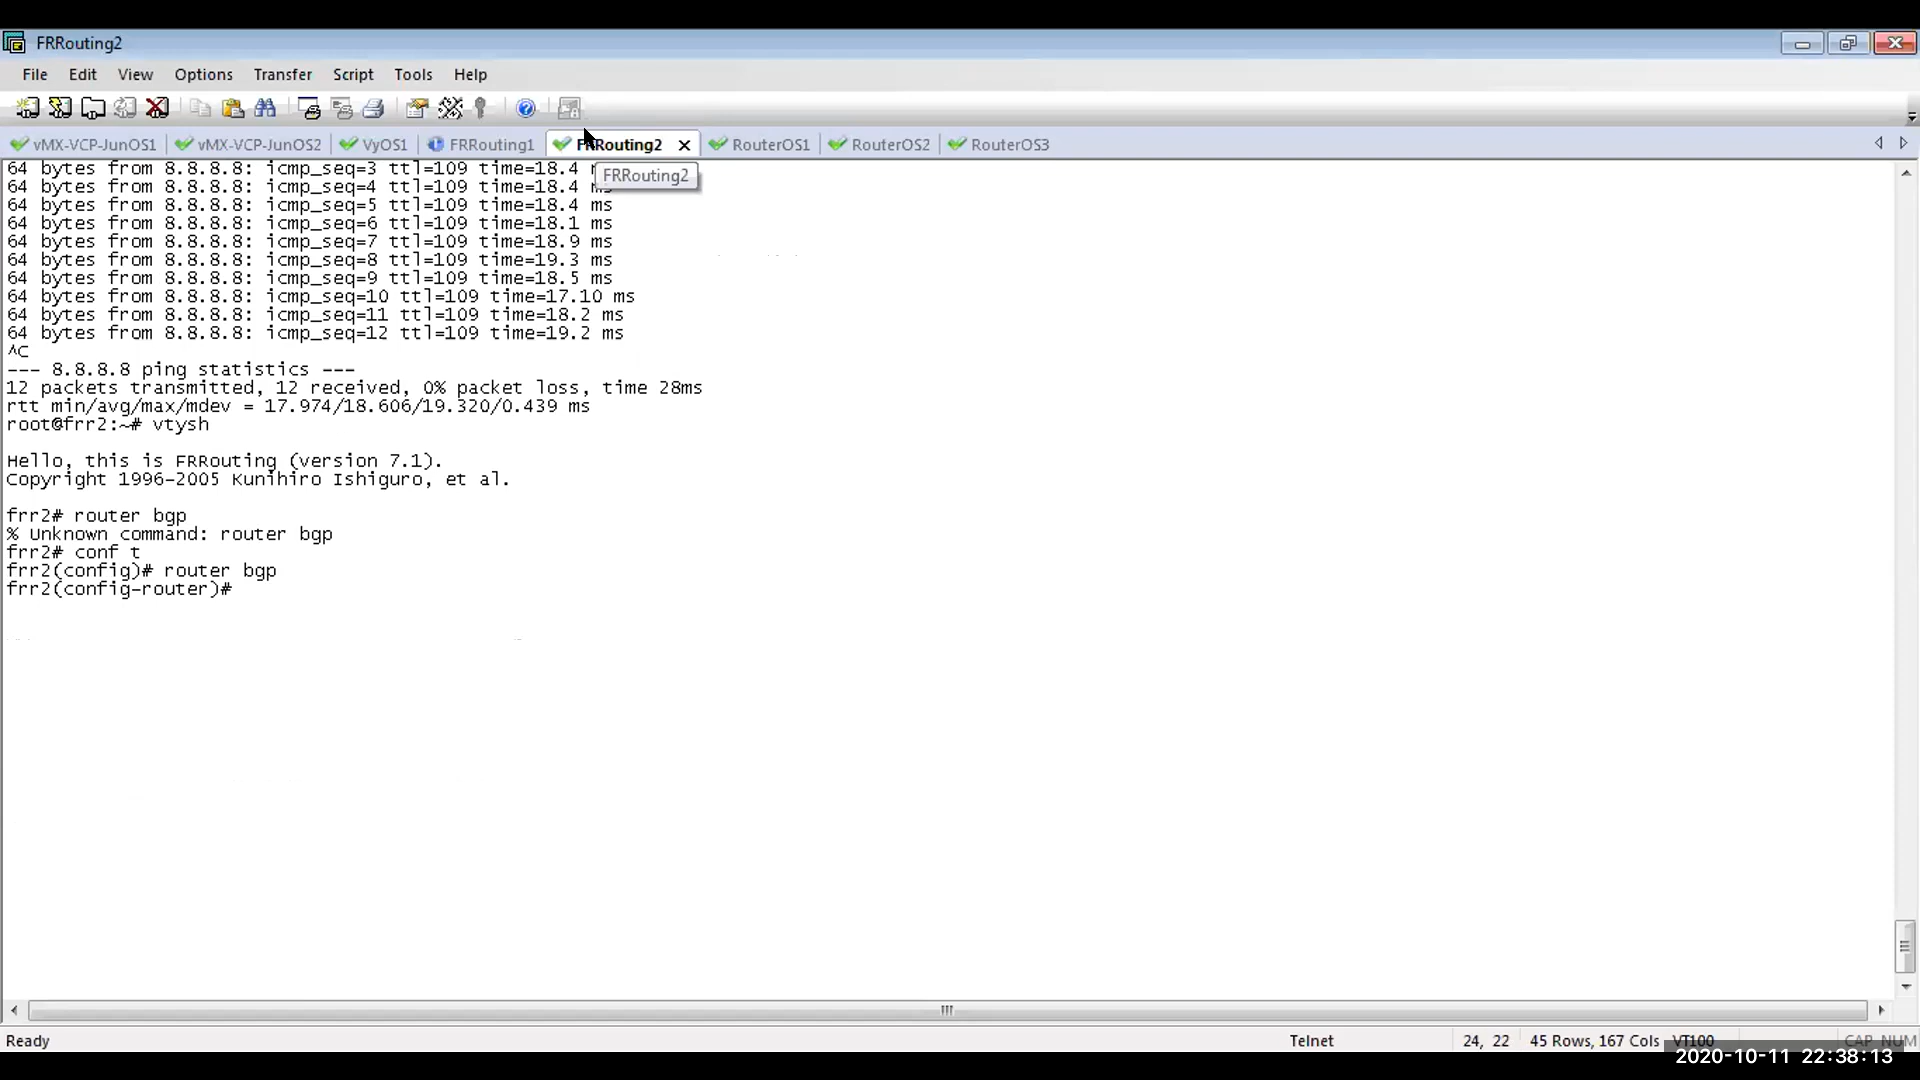 FRRouting2
File Edit View Options Transfer Script Tools Help
vMX-VCP-JunOS1 vMX-VCP-JunOS2 VyOS1 FRRouting1 FRRouting2 RouterOS1 RouterOS2 RouterOS3
64 bytes from 8.8.8.8: icmp_seq=3 ttl=109 time=18.4
FRRouting2
64 bytes from 8.8.8.8: icmp_seq=4 ttl=109 time=18.4 ms
64 bytes from 8.8.8.8: icmp_seq=5 ttl=109 time=18.4 ms
64 bytes from 8.8.8.8: icmp_seq=6 ttl=109 time=18.1 ms
64 bytes from 8.8.8.8: icmp_seq=7 ttl=109 time=18.9 ms
64 bytes from 8.8.8.8: icmp_seq=8 ttl=109 time=19.3 ms
64 bytes from 8.8.8.8: icmp_seq=9 ttl=109 time=18.5 ms
64 bytes from 8.8.8.8: icmp_seq=10 ttl=109 time=17.10 ms
64 bytes from 8.8.8.8: icmp_seq=11 ttl=109 time=18.2 ms
64 bytes from 8.8.8.8: icmp_seq=12 ttl=109 time=19.2 ms
^C
--- 8.8.8.8 ping statistics ---
12 packets transmitted, 12 received, 0% packet loss, time 28ms
rtt min/avg/max/mdev = 17.974/18.606/19.320/0.439 ms
root@frr2:~# vtysh
Hello, this is FRRouting (version 7.1).
Copyright 1996-2005 Kunihiro Ishiguro, et al.
frr2# router bgp
% Unknown command: router bgp
frr2# conf t
frr2(config)# router bgp
frr2(config-router)#
Ready Telnet 24, 22 45 Rows, 167 Cols VT100 CAP NUM
2020-10-11 22:38:13